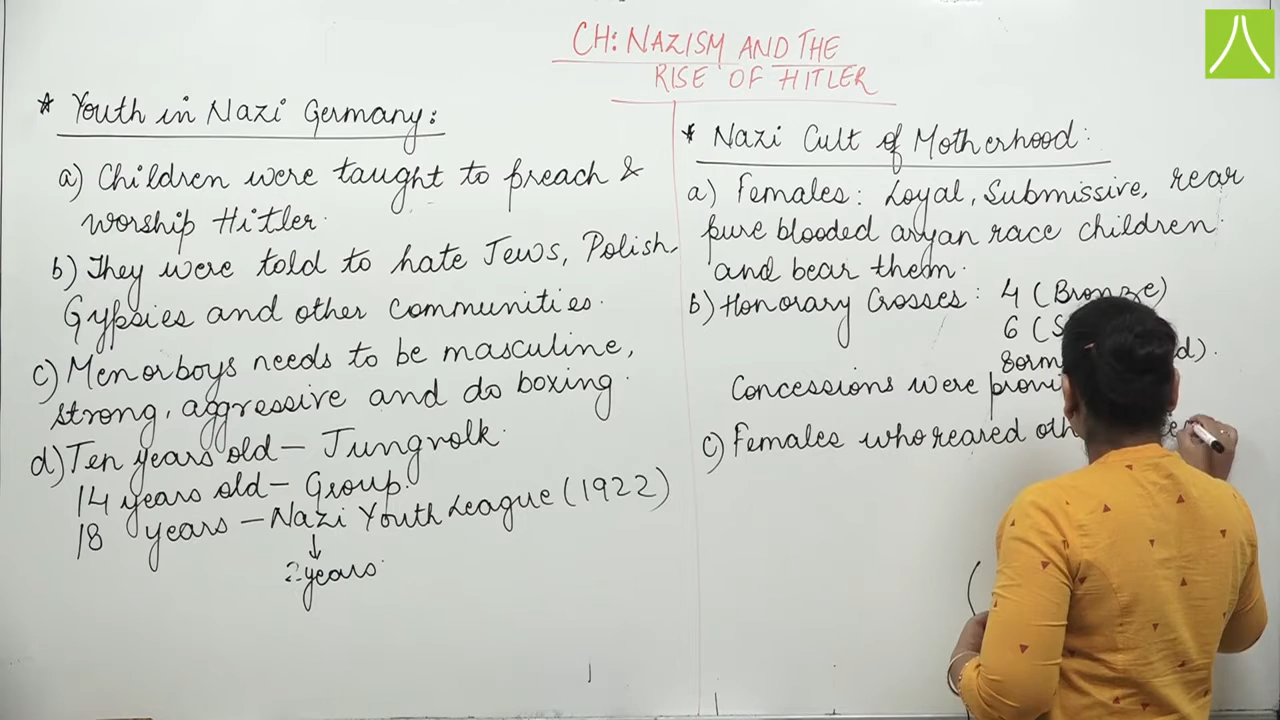 CH: NAZISM AND THE
RISE OF HITLER
* Youth in Nazi Germany:
a) Children were taught to preach &
worship Hitler.
b) They were told to hate Jews, Polish
Gypsies and other communities.
c) Men or boys needs to be masculine,
strong, aggressive and do boxing.
d) Ten years old – Jungvolk.
14 years old – Group.
18 years – Nazi Youth League (1922)
↓
2 years.
* Nazi Cult of Motherhood:
a) Females: Loyal, Submissive, rear
pure blooded aryan race children
and bear them.
b) Honorary Crosses: 4 (Bronze)
6 (
Concessions were
c) Females who reared